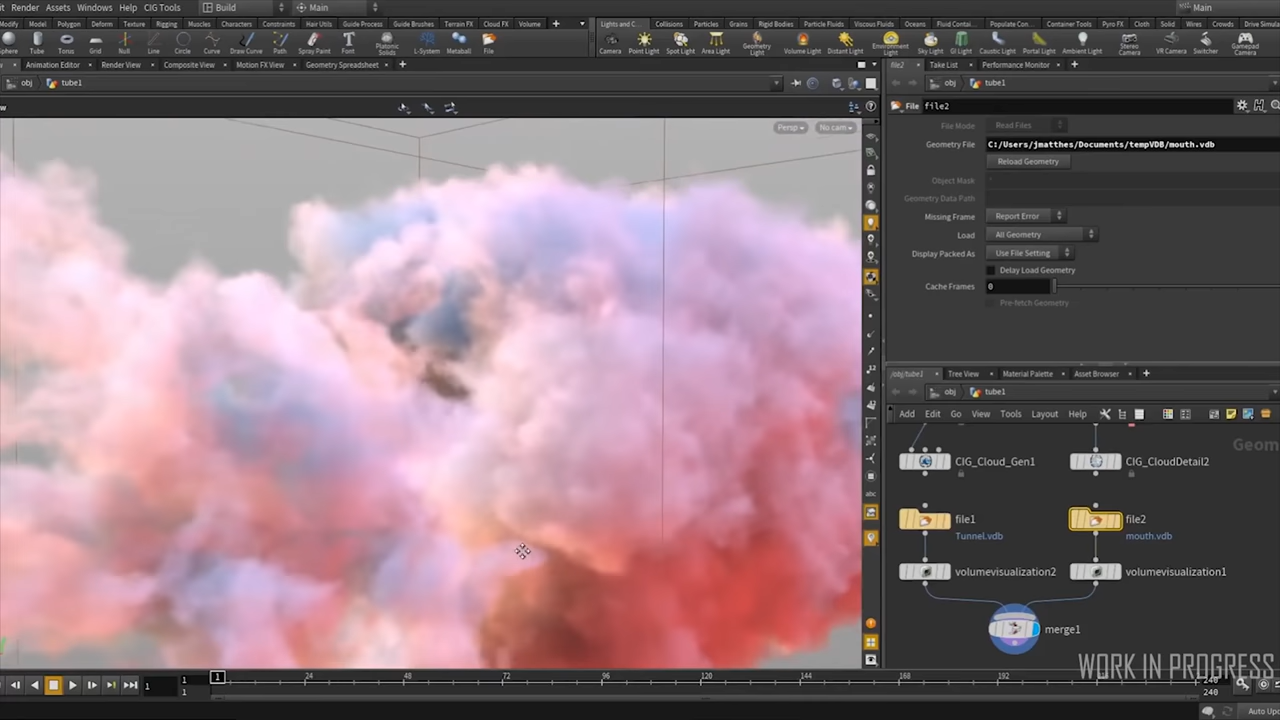 it Render Assets Windows Help CIG Tools Build Main Main
Modify Model Polygon Deform Texture Rigging Muscles Characters Constraints Hair Utils Guide Process Guide Brushes Terrain FX Cloud FX Volume Lights and C... Collisions Particles Grains Rigid Bodies Particle Fluids Viscous Fluids Oceans Fluid Contai... Populate Con... Container Tools Pyro FX Cloth Solid Wires Crowds Drive Simula
Sphere Tube Torus Grid Null Line Circle Curve Draw Curve Path Spray Paint Font Platonic Solids L-System Metaball File Camera Point Light Spot Light Area Light Geometry Light Volume Light Distant Light Environment Light Sky Light GI Light Caustic Light Portal Light Ambient Light Stereo Camera VR Camera Switcher Gamepad Camera
Animation Editor Render View Composite View Motion FX View Geometry Spreadsheet file2 Take List Performance Monitor
obj tube1 obj tube1
w
File file2
Persp No cam
File Mode Read Files
Geometry File C:/Users/jmatthes/Documents/tempVDB/mouth.vdb
Reload Geometry
Object Mask *
Geometry Data Path
Missing Frame Report Error
Load All Geometry
Display Packed As Use File Setting
Delay Load Geometry
Cache Frames 0
Pre-fetch Geometry
/obj/tube1 Tree View Material Palette Asset Browser
obj tube1
Add Edit Go View Tools Layout Help
Geom
CIG_Cloud_Gen1 CIG_CloudDetail2
abc
file1 file2
Tunnel.vdb mouth.vdb
volumevisualization2 volumevisualization1
merge1
WORK IN PROGRESS
1 1 1 1 24 48 72 96 120 144 168 192 240
240
Auto Up